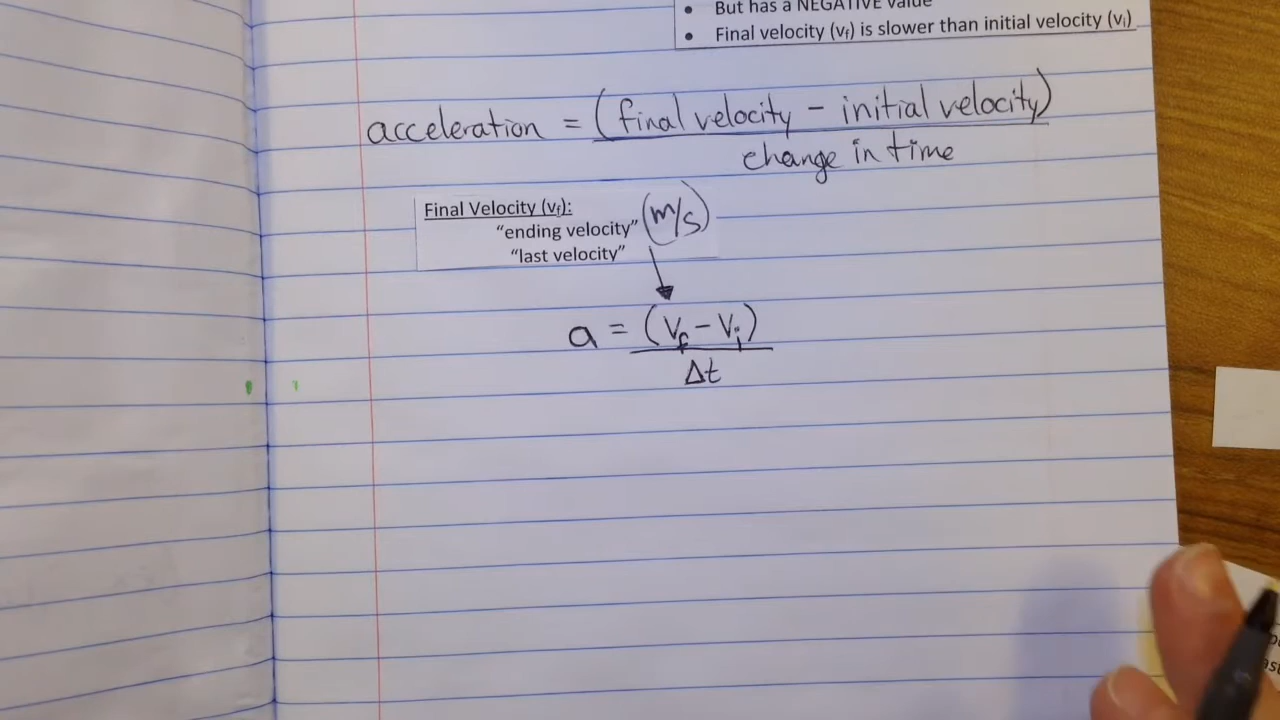 But has a NEGATIVE value
• Final velocity (vf) is slower than initial velocity (vi)
acceleration = (final velocity - initial velocity)
change in time
Final Velocity (vf):
"ending velocity" (m/s)
"last velocity"
a = (Vf - Vi)
Δt